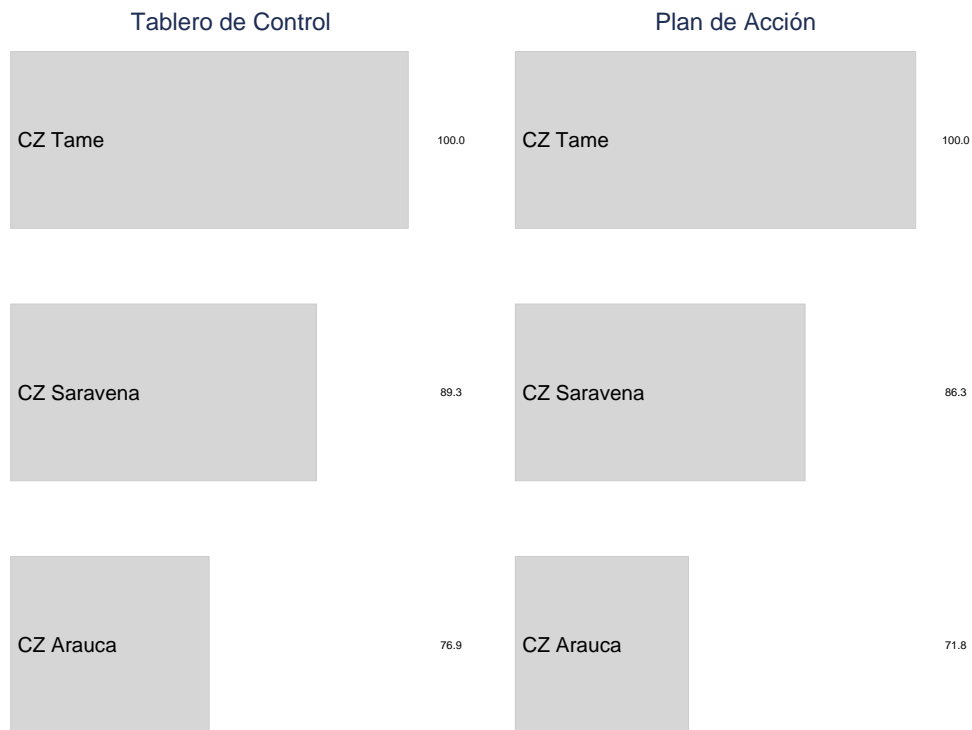 Tablero de Control
CZ Tame
100.0
CZ Saravena
89.3
CZ Arauca
76.9
Plan de Acción
CZ Tame
100.0
CZ Saravena
86.3
CZ Arauca
71.8